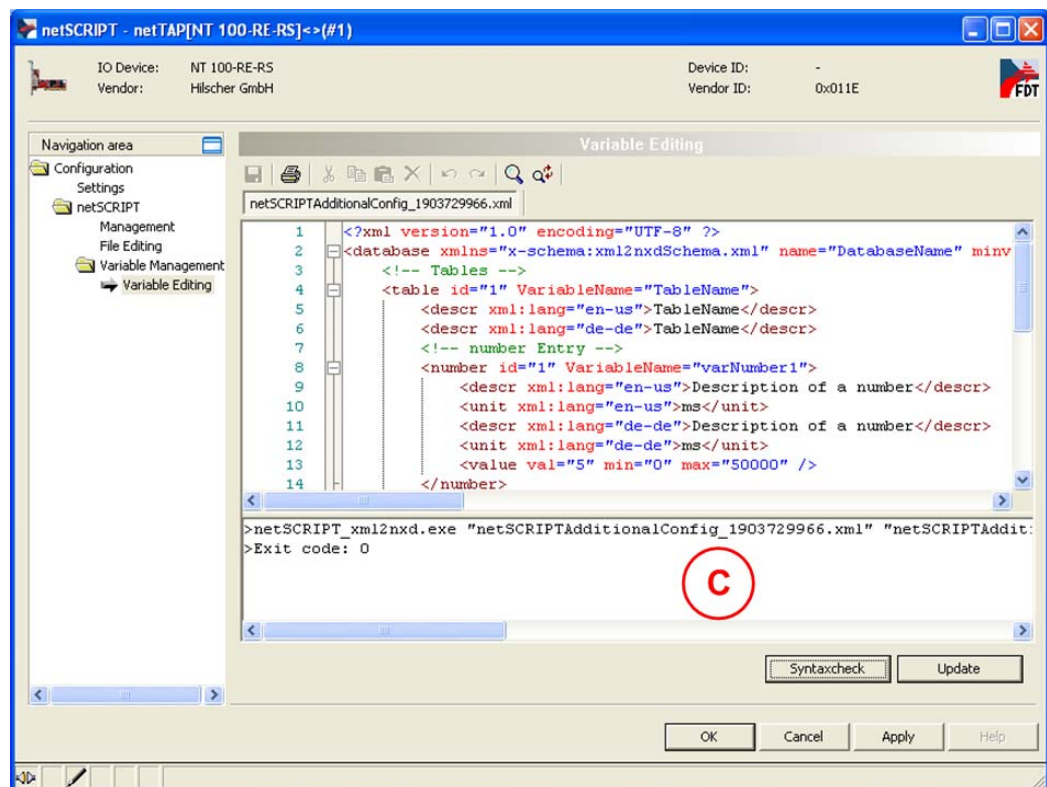 netSCRIPT - netTAP[NT 100-RE-RS]<>(#1)
IO Device: NT 100-RE-RS Device ID: -
Vendor: Hilscher GmbH Vendor ID: 0x011E
FDT
Navigation area
Configuration
Settings
netSCRIPT
Management
File Editing
Variable Management
Variable Editing
Variable Editing
netSCRIPTAdditionalConfig_1903729966.xml
1 <?xml version="1.0" encoding="UTF-8" ?>
2 <database xmlns="x-schema:xml2nxdSchema.xml" name="DatabaseName" minv
3 <!-- Tables -->
4 <table id="1" VariableName="TableName">
5 <descr xml:lang="en-us">TableName</descr>
6 <descr xml:lang="de-de">TableName</descr>
7 <!-- number Entry -->
8 <number id="1" VariableName="varNumber1">
9 <descr xml:lang="en-us">Description of a number</descr>
10 <unit xml:lang="en-us">ms</unit>
11 <descr xml:lang="de-de">Description of a number</descr>
12 <unit xml:lang="de-de">ms</unit>
13 <value val="5" min="0" max="50000" />
14 </number>
>netSCRIPT_xml2nxd.exe "netSCRIPTAdditionalConfig_1903729966.xml" "netSCRIPTAddit:
>Exit code: 0
C
Syntaxcheck Update
OK Cancel Apply Help